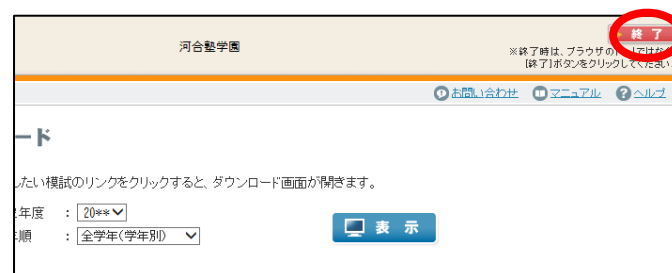 終 了
河合塾学園
※終了時は、ブラウザの
[終了]ボタンをクリックしてください
お問い合わせ マニュアル ヘルプ
ード
したい模試のリンクをクリックすると、ダウンロード画面が開きます。
年度 : 20**
順 : 全学年(学年別)
表 示